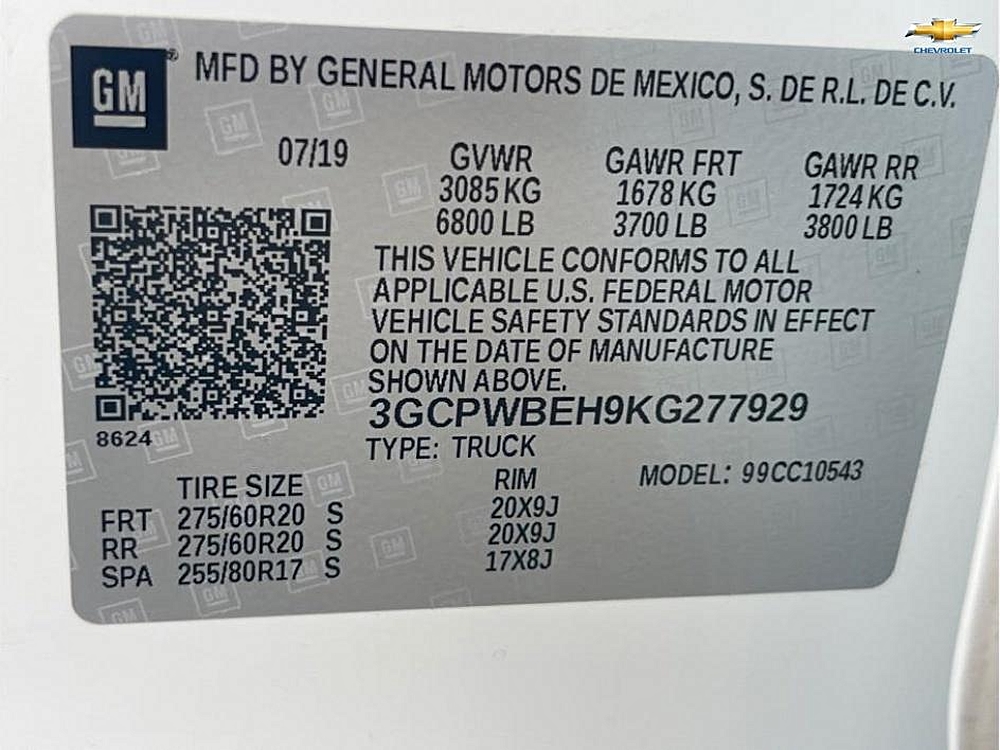 CHEVROLET
GM
MFD BY GENERAL MOTORS DE MEXICO, S. DE R.L. DE C.V.
07/19 GVWR GAWR FRT GAWR RR
3085 KG 1678 KG 1724 KG
6800 LB 3700 LB 3800 LB
THIS VEHICLE CONFORMS TO ALL
APPLICABLE U.S. FEDERAL MOTOR
VEHICLE SAFETY STANDARDS IN EFFECT
ON THE DATE OF MANUFACTURE
SHOWN ABOVE.
3GCPWBEH9KG277929
8624
TYPE: TRUCK
TIRE SIZE RIM MODEL: 99CC10543
FRT 275/60R20 S 20X9J
RR 275/60R20 S 20X9J
SPA 255/80R17 S 17X8J